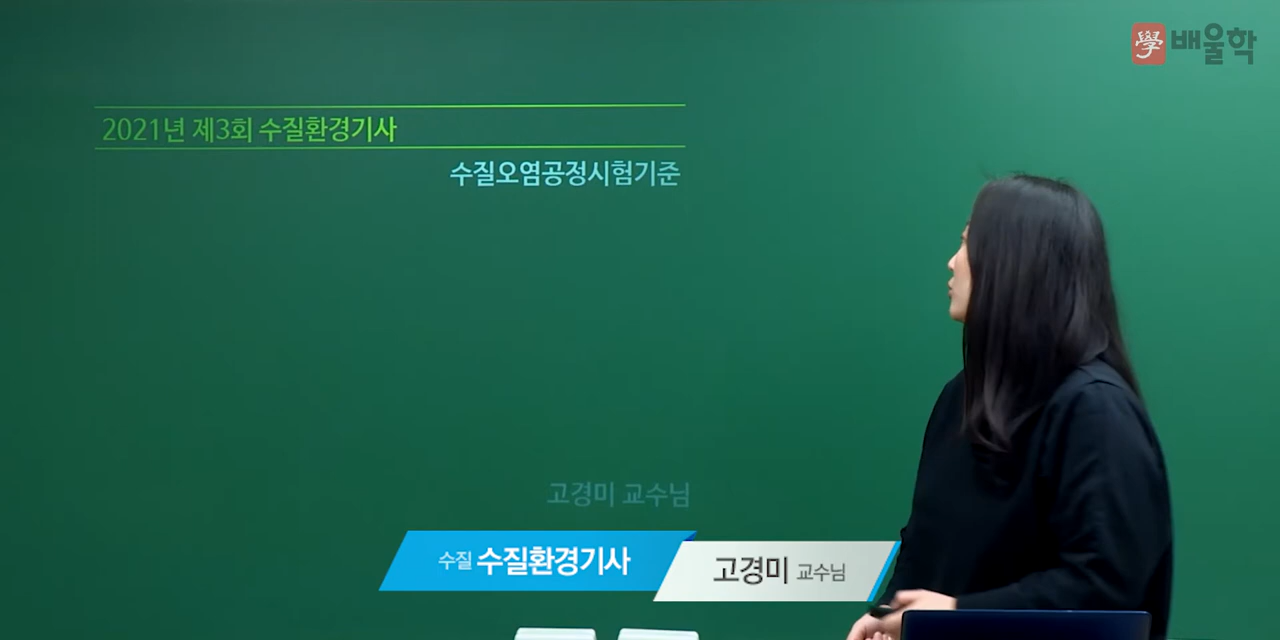 學 배울학
2021년 제3회 수질환경기사
수질오염공정시험기준
고경미 교수님
수질 수질환경기사
고경미 교수님